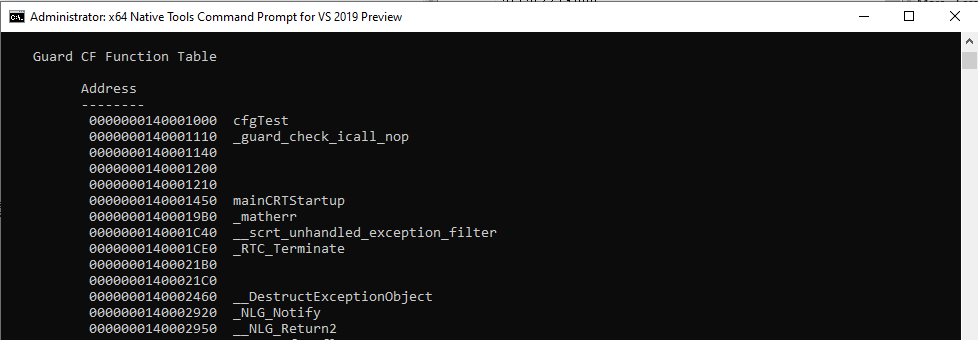 Administrator: x64 Native Tools Command Prompt for VS 2019 Preview
Guard CF Function Table
Address
--------
0000000140001000 cfgTest
0000000140001110 _guard_check_icall_nop
0000000140001140
0000000140001200
0000000140001210
0000000140001450 mainCRTStartup
00000001400019B0 _matherr
0000000140001C40 __scrt_unhandled_exception_filter
0000000140001CE0 _RTC_Terminate
00000001400021B0
00000001400021C0
0000000140002460 __DestructExceptionObject
0000000140002920 _NLG_Notify
0000000140002950 __NLG_Return2